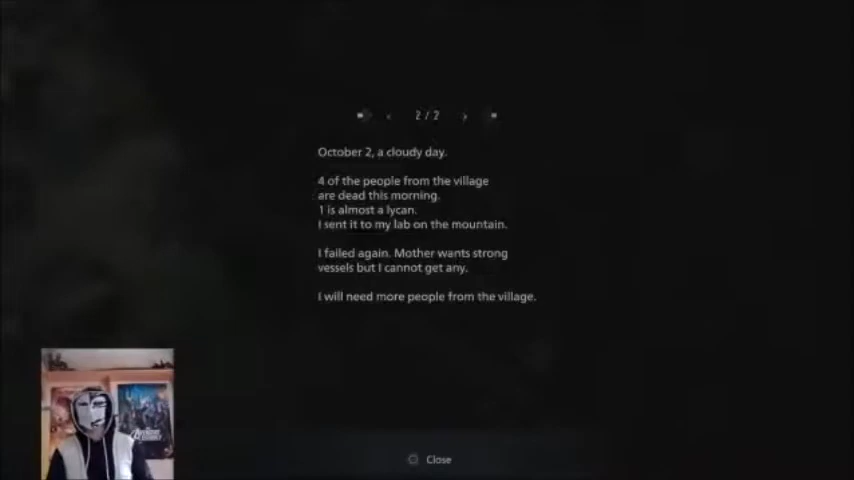 2 / 2
October 2, a cloudy day.
4 of the people from the village
are dead this morning.
1 is almost a lycan.
I sent it to my lab on the mountain.
I failed again. Mother wants strong
vessels but I cannot get any.
I will need more people from the village.
Close